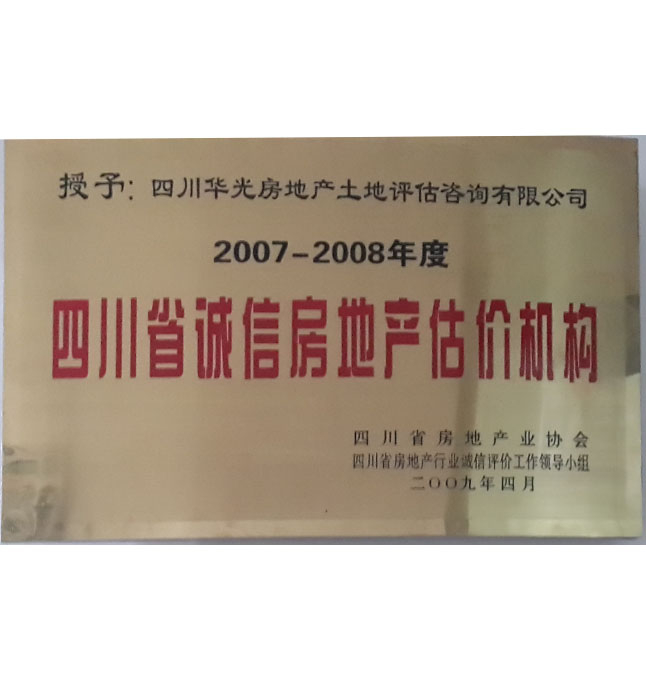 授予：四川华光房地产土地评估咨询有限公司
2007-2008年度
四川省诚信房地产估价机构
四川省房地产业协会
四川省房地产行业诚信评价工作领导小组
二〇〇九年四月